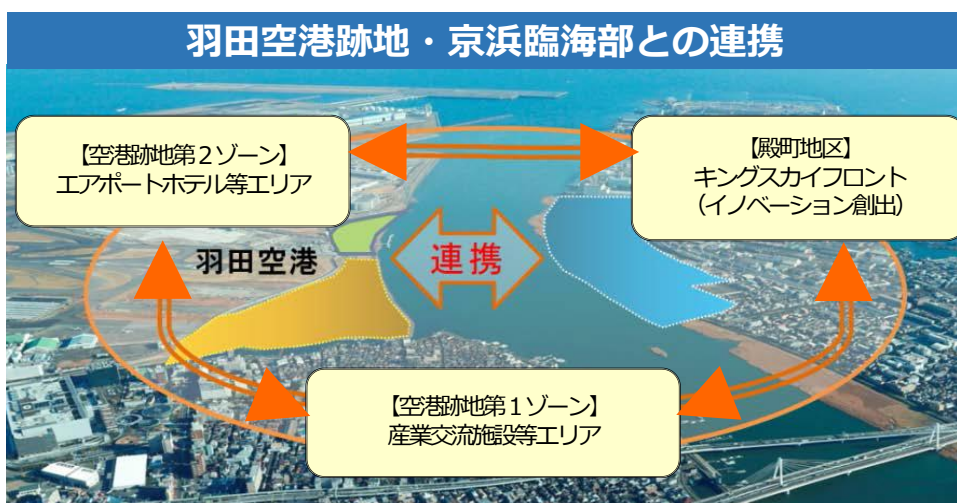 羽田空港跡地・京浜臨海部との連携
【空港跡地第２ゾーン】
エアポートホテル等エリア
【殿町地区】
キングスカイフロント
（イノベーション創出）
羽田空港
連携
【空港跡地第１ゾーン】
産業交流施設等エリア